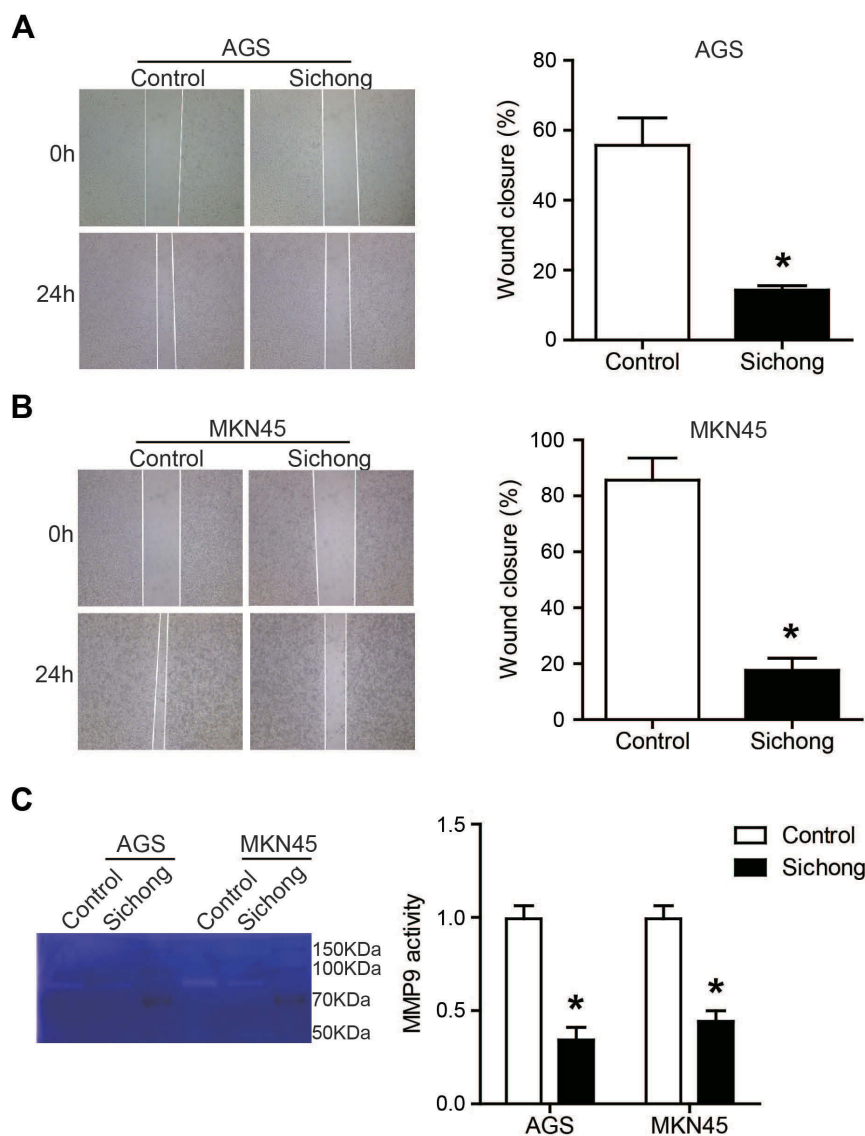 A
AGS
Control Sichong
0h
24h
AGS
Wound closure (%)
80
60
40
20
0
*
Control Sichong
B
MKN45
Control Sichong
0h
24h
MKN45
Wound closure (%)
100
80
60
40
20
0
*
Control Sichong
C
AGS MKN45
Control Sichong Control Sichong
150KDa
100KDa
70KDa
50KDa
MMP9 activity
1.5
1.0
0.5
0.0
* *
AGS MKN45
Control
Sichong